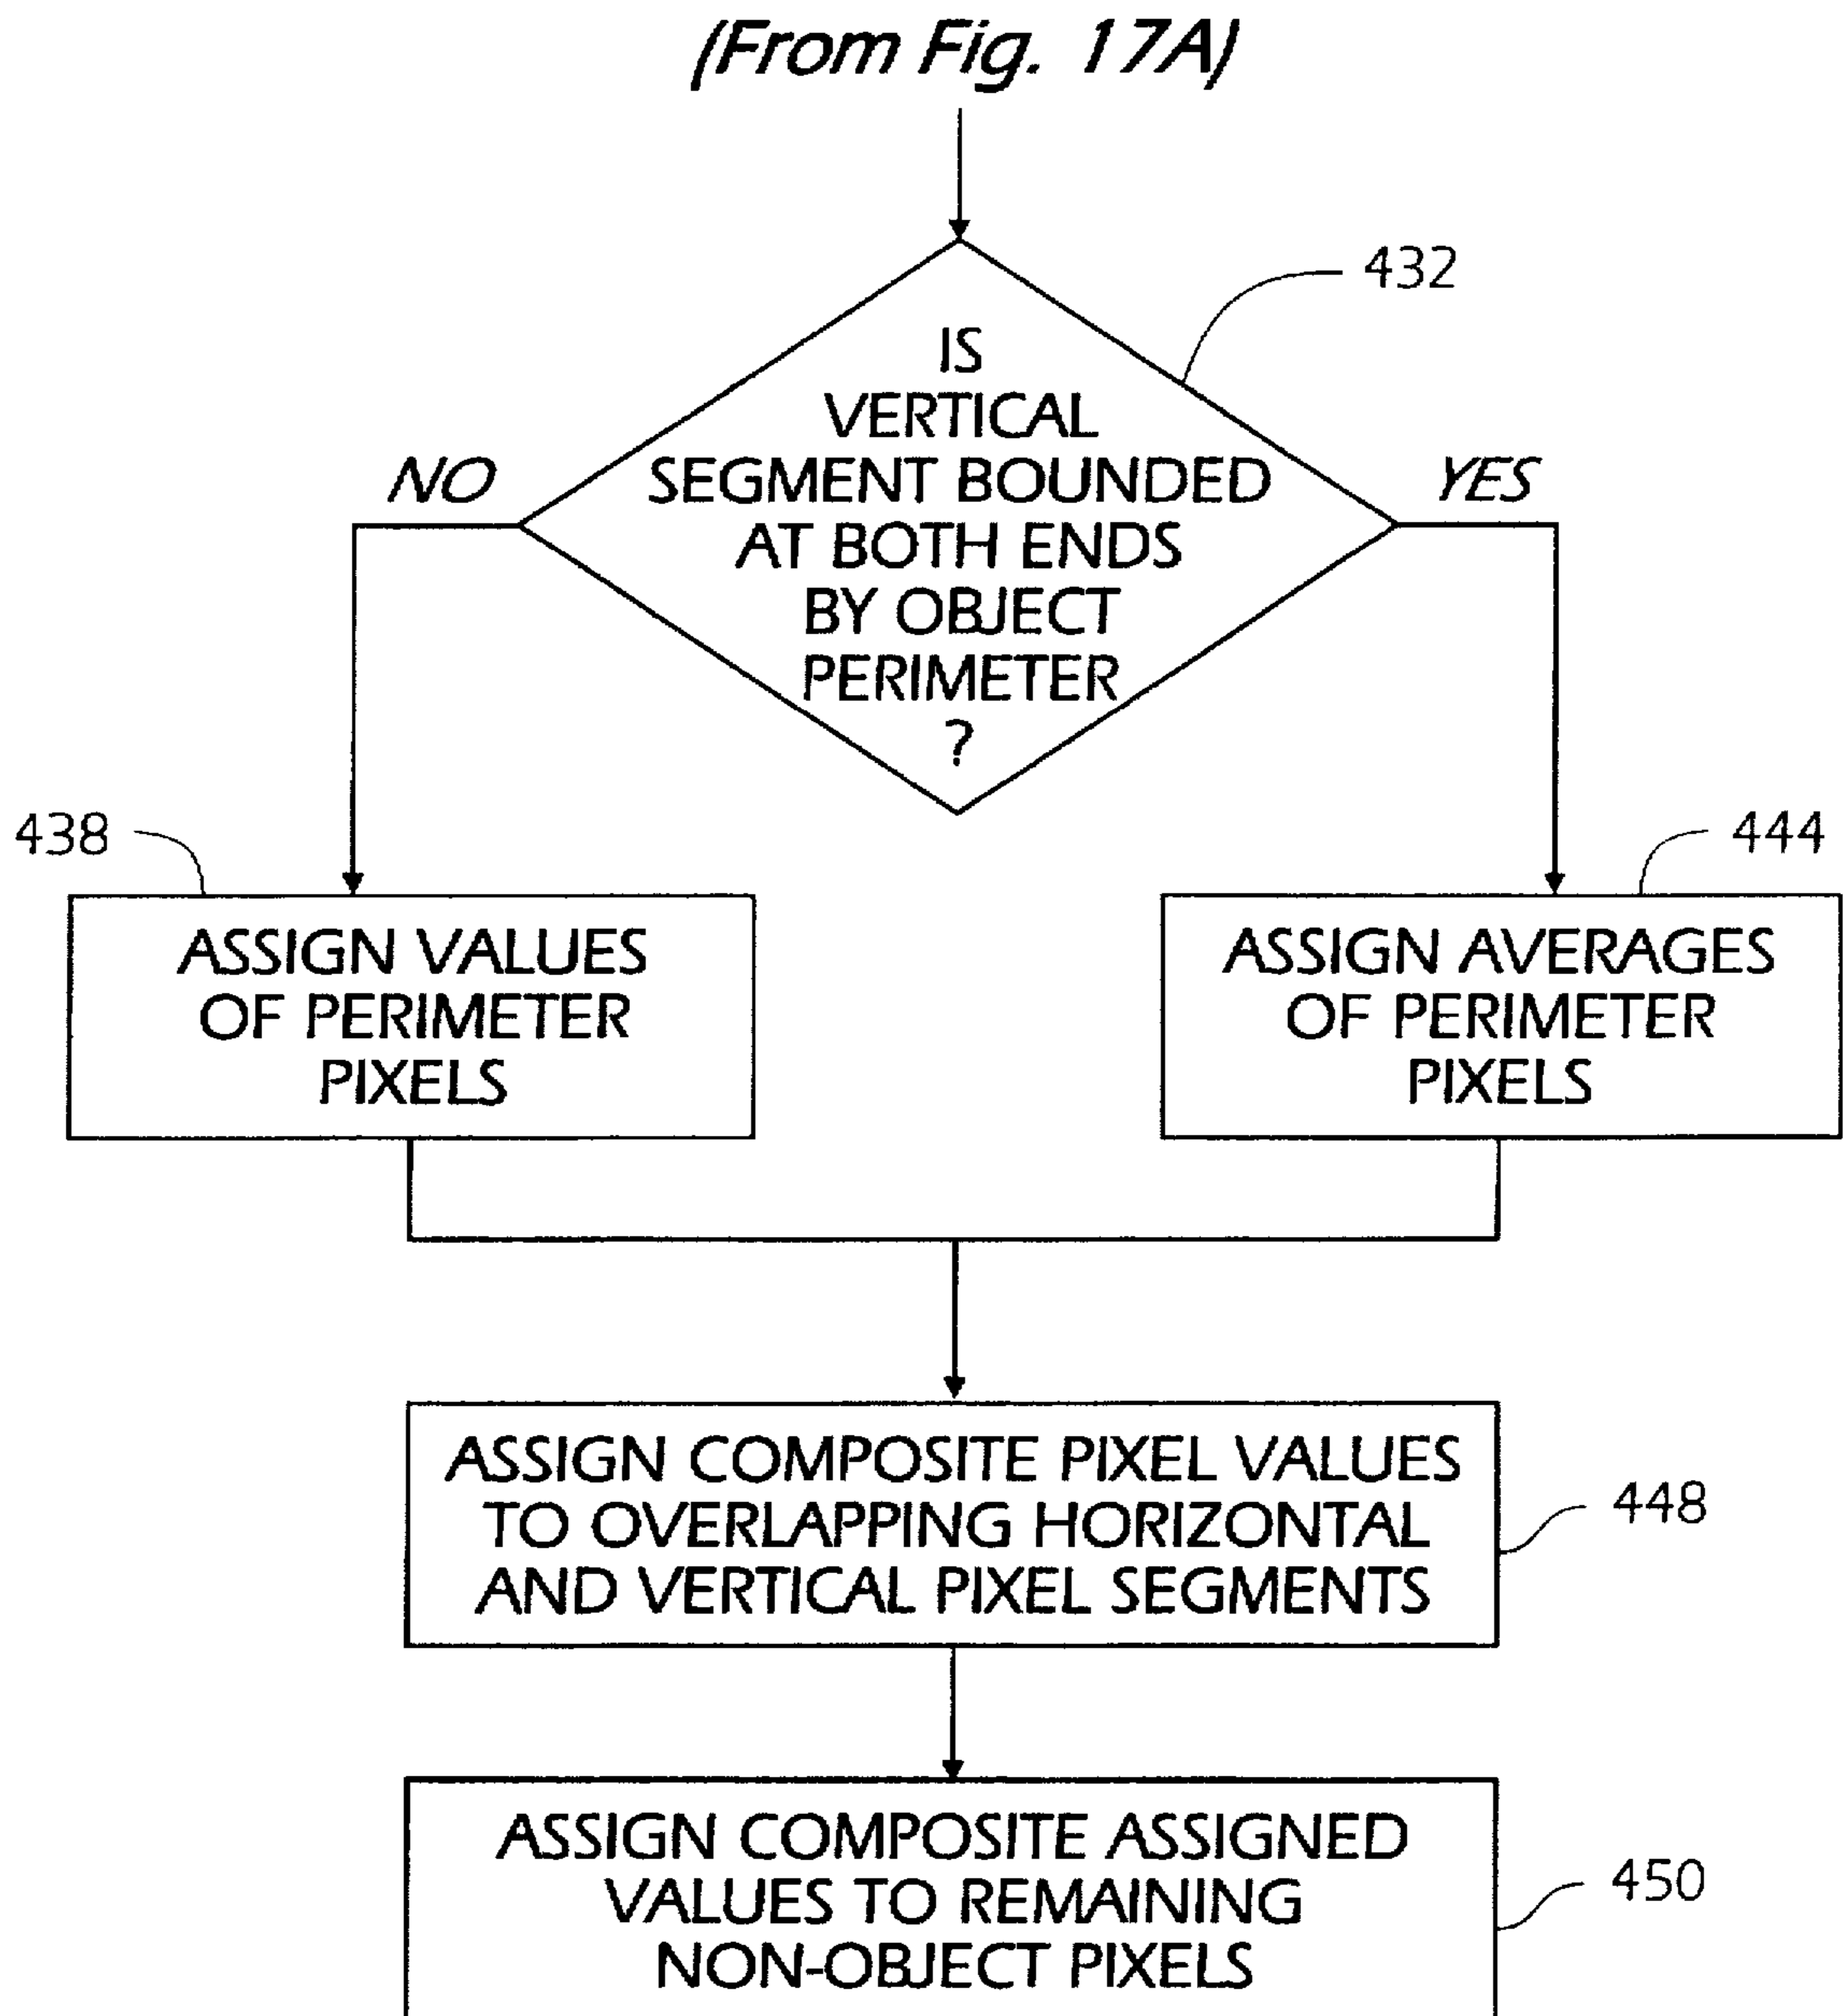 (From Fig. 17A)
432
IS
VERTICAL
SEGMENT BOUNDED
AT BOTH ENDS
BY OBJECT
PERIMETER
?
NO
YES
438
444
ASSIGN VALUES
OF PERIMETER
PIXELS
ASSIGN AVERAGES
OF PERIMETER
PIXELS
ASSIGN COMPOSITE PIXEL VALUES
TO OVERLAPPING HORIZONTAL
AND VERTICAL PIXEL SEGMENTS
448
ASSIGN COMPOSITE ASSIGNED
VALUES TO REMAINING
NON-OBJECT PIXELS
450